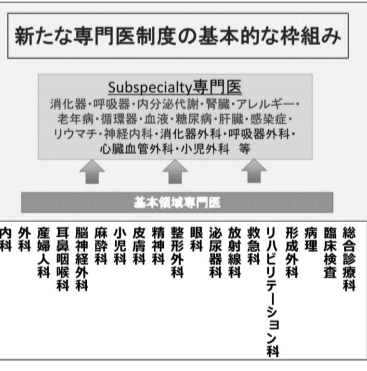 新たな専門医制度の基本的な枠組み
Subspecialty専門医
消化器・呼吸器・内分泌代謝・腎臓・アレルギー・
老年病・循環器・血液・糖尿病・肝臓・感染症・
リウマチ・神経内科・消化器外科・呼吸器外科・
心臓血管外科・小児外科 等
基本領域専門医
内科
外科
産婦人科
耳鼻咽喉科
脳神経外科
麻酔科
小児科
皮膚科
精神科
整形外科
眼科
泌尿器科
放射線科
救急科
リハビリテーション科
形成外科
病理
臨床検査
総合診療科